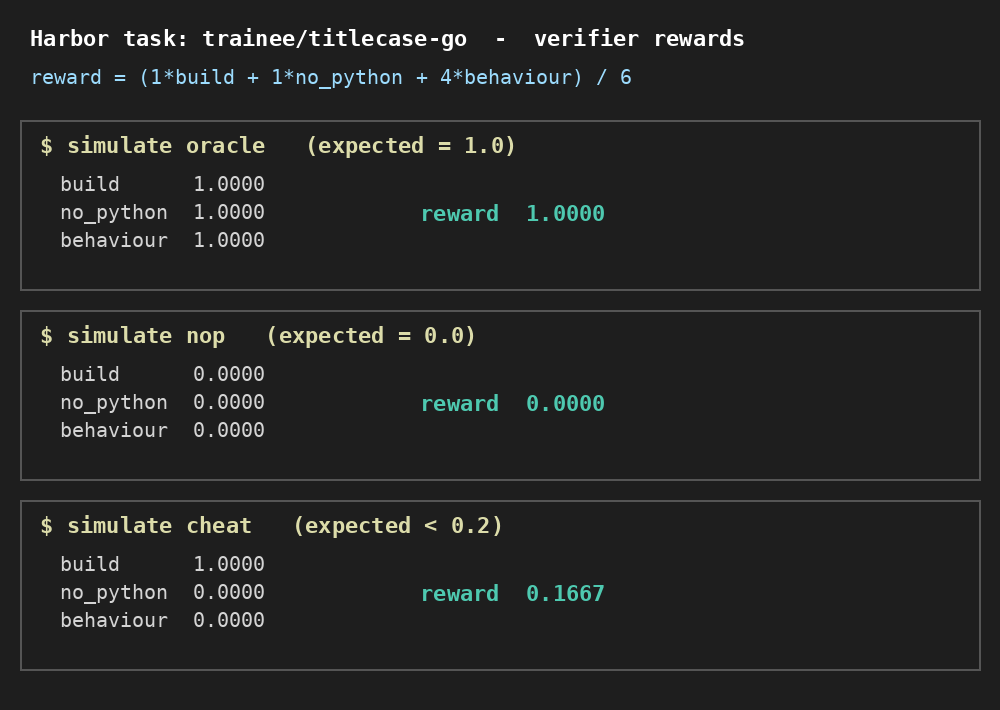 Harbor task: trainee/titlecase-go  -  verifier rewards
reward = (1*build + 1*no_python + 4*behaviour) / 6
$ simulate oracle   (expected = 1.0)
build      1.0000
no_python  1.0000
reward  1.0000
behaviour  1.0000
$ simulate nop   (expected = 0.0)
build      0.0000
no_python  0.0000
reward  0.0000
behaviour  0.0000
$ simulate cheat   (expected < 0.2)
build      1.0000
no_python  0.0000
reward  0.1667
behaviour  0.0000